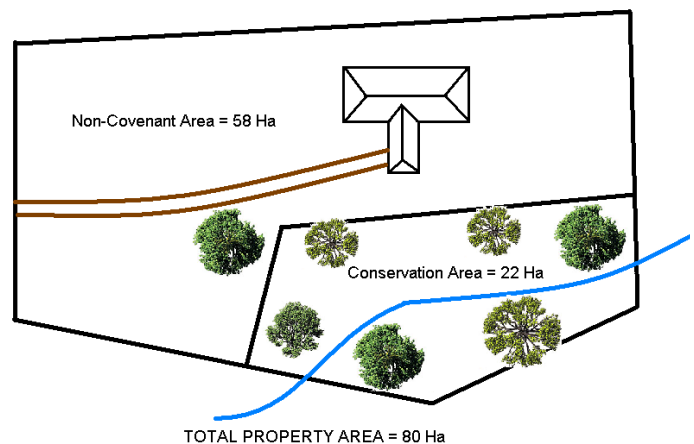 Non-Covenant Area = 58 Ha
Conservation Area = 22 Ha
TOTAL PROPERTY AREA = 80 Ha